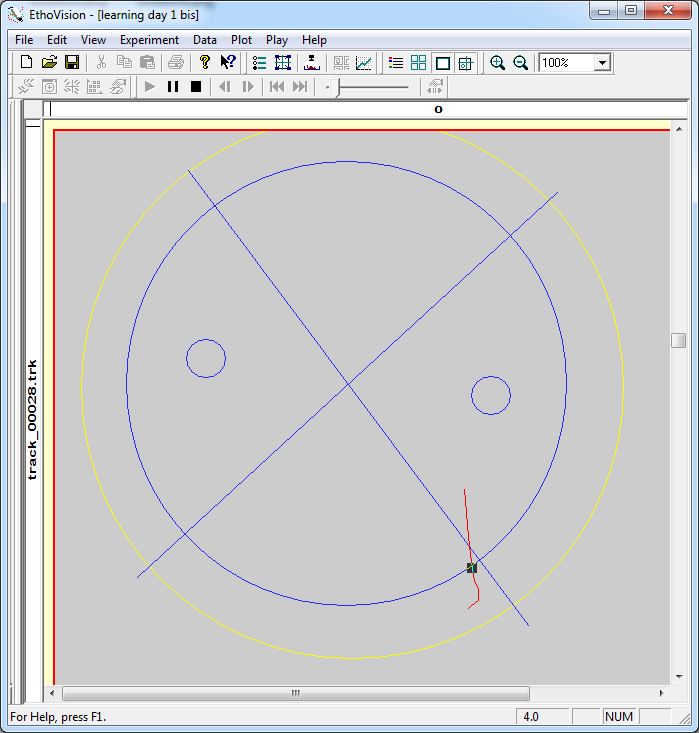 EthoVision - [learning day 1 bis]
File Edit View Experiment Data Plot Play Help
100%
O
track_00028.trk
1
For Help, press F1.
4.0
NUM